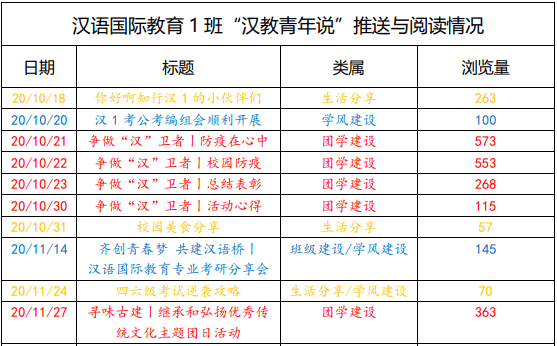 汉语国际教育1班“汉教青年说”推送与阅读情况
日期 标题 类属 浏览量
20/10/18 你好啊知行汉1的小伙伴们 生活分享 263
20/10/20 汉1考公考编组会顺利开展 学风建设 100
20/10/21 争做“汉”卫者丨防疫在心中 团学建设 573
20/10/22 争做“汉”卫者丨校园防疫 团学建设 553
20/10/23 争做“汉”卫者丨总结表彰 团学建设 268
20/10/30 争做“汉”卫者丨活动心得 团学建设 115
20/10/31 校园美食分享 生活分享 57
20/11/14 齐创青春梦 共建汉语桥丨 班级建设/学风建设 145
汉语国际教育专业考研分享会
20/11/24 四六级考试逆袭攻略 生活分享/学风建设 70
20/11/27 寻味古建丨继承和弘扬优秀传 团学建设 363
统文化主题团日活动